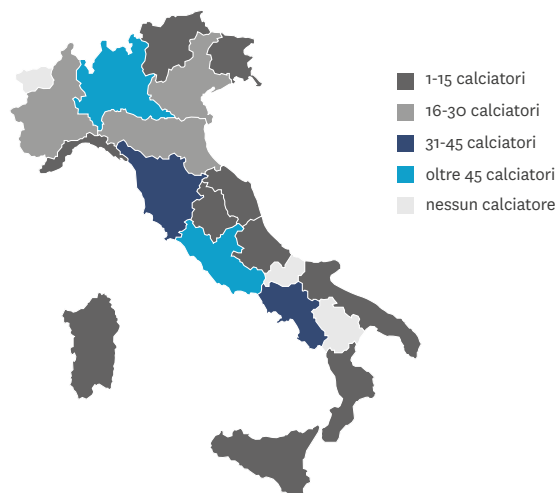 1-15 calciatori
16-30 calciatori
31-45 calciatori
oltre 45 calciatori
nessun calciatore